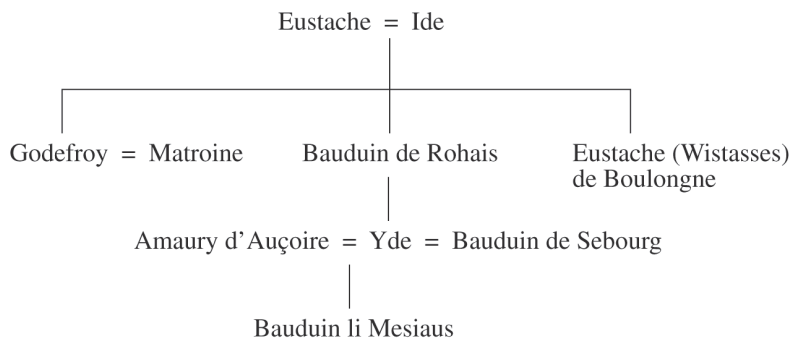 Eustache = Ide
Godefroy = Matroine
Bauduin de Rohais
Eustache (Wistasses)
de Boulongne
Amaury d'Auçoire = Yde = Bauduin de Sebourg
Bauduin li Mesiaus